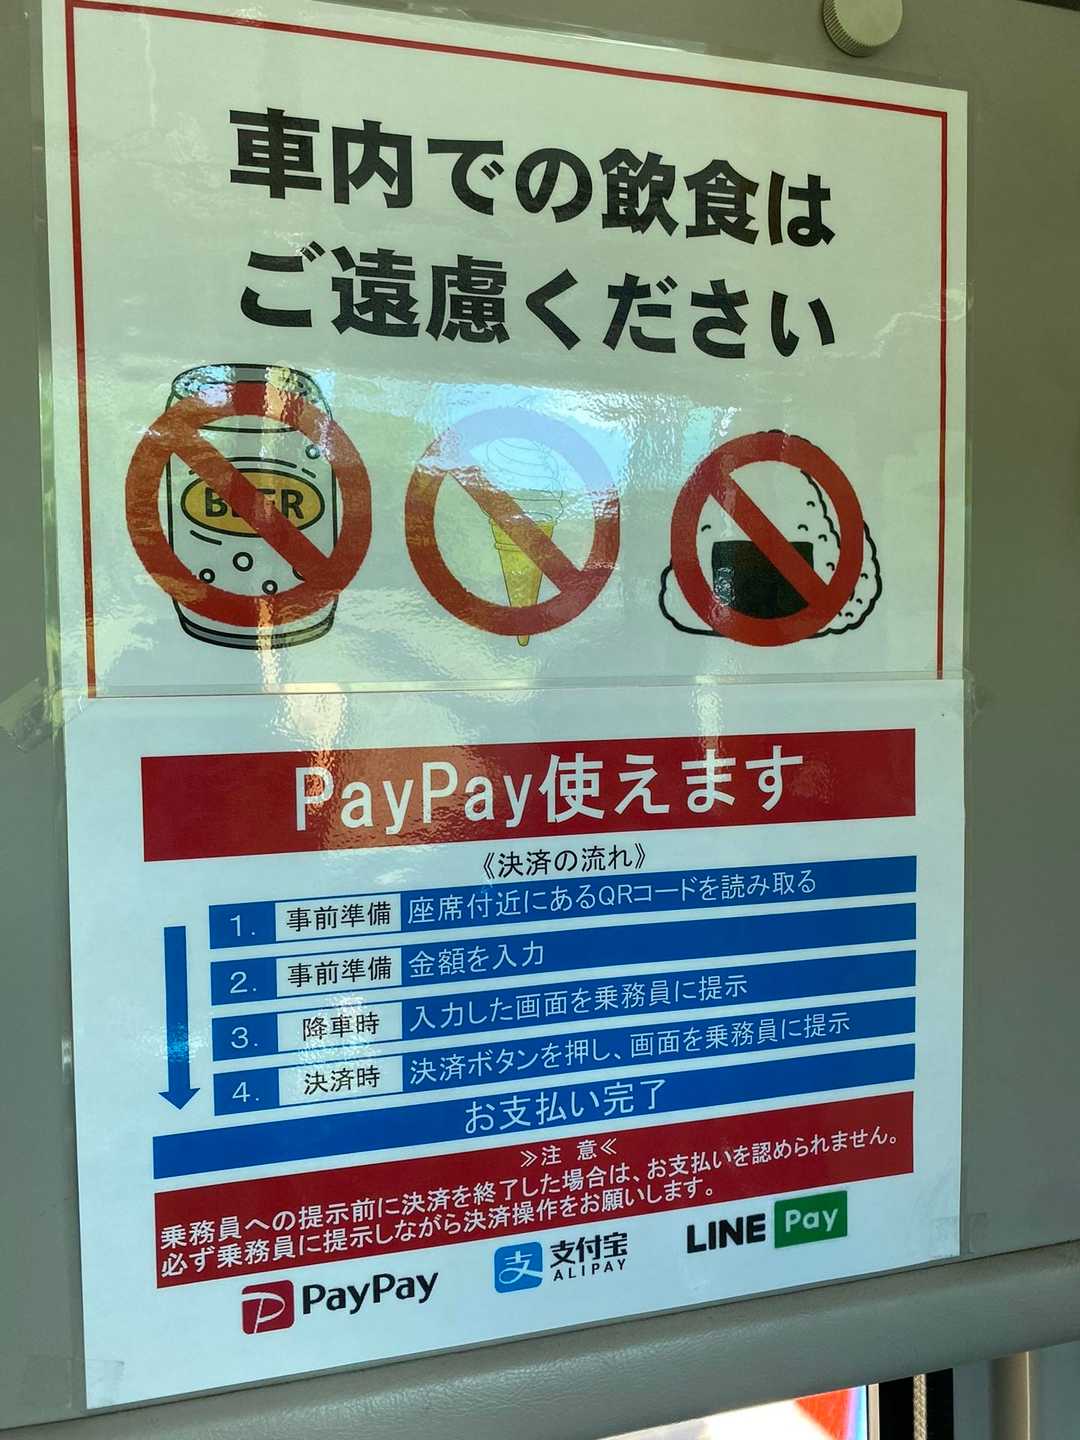 車内での飲食は
ご遠慮ください
BEER
PayPay使えます
《決済の流れ》
1. 事前準備 座席付近にあるQRコードを読み取る
2. 事前準備 金額を入力
3. 降車時 入力した画面を乗務員に提示
4. 決済時 決済ボタンを押し、画面を乗務員に提示
お支払い完了
≫注 意≪
乗務員への提示前に決済を終了した場合は、お支払いを認められません。
必ず乗務員に提示しながら決済操作をお願いします。
PayPay
支 支付宝
ALIPAY
LINE Pay